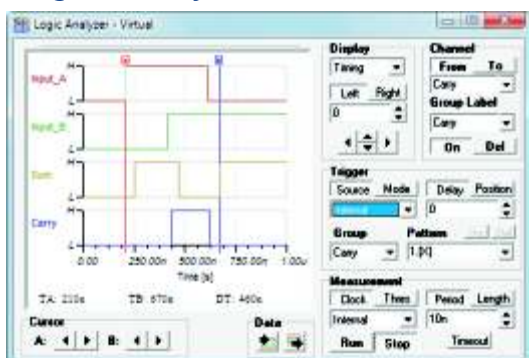 Logic Analyzer - Virtual
Display
Channel
Timing
From To
Left Right
Carry
0
Group Label
Carry
On Del
Input_A
H
L
Input_B
L
Sum
H
L
Carry
H
L
0.00 250.00n 500.00n 750.00n 1.00u
Time [s]
TA: 210n TB: 670n DT: 460n
Trigger
Source Mode
Delay Position
Internal
0
Group
Pattern
Carry
1 [X]
Measurement
Clock Thres
Period Length
Internal
10n
Run Stop
Timeout
Cursor
A: B:
Data